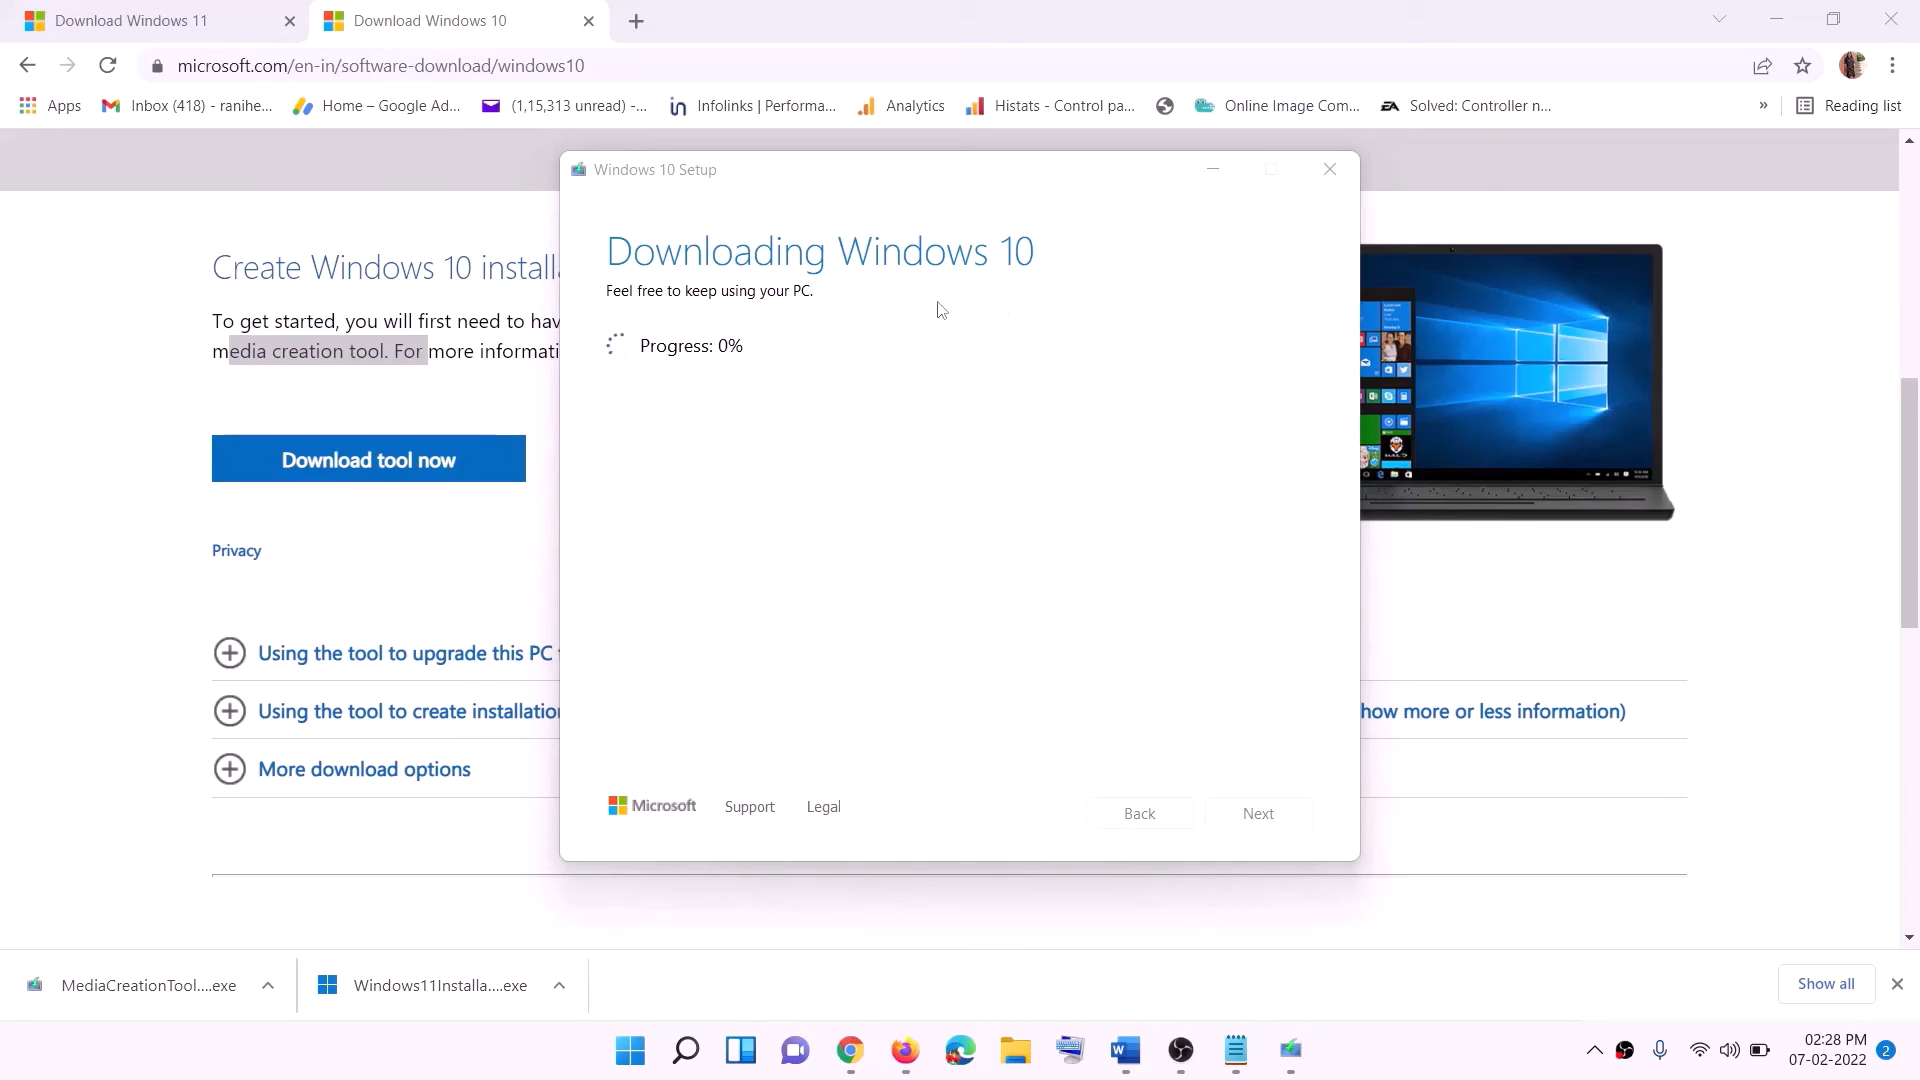 Download Windows 11
Download Windows 10
microsoft.com/en-in/software-download/windows10
Apps
Inbox (418) - ranihe...
Home – Google Ad...
(1,15,313 unread) -...
Infolinks | Performa...
Analytics
Histats - Control pa...
Online Image Com...
Solved: Controller n...
»
Reading list
Windows 10 Setup
Downloading Windows 10
Feel free to keep using your PC.
Progress: 0%
Microsoft
Support
Legal
Back
Next
Create Windows 10 install
To get started, you will first need to hav
media creation tool. For more informati
Download tool now
Privacy
Using the tool to upgrade this PC
Using the tool to create installation
how more or less information)
More download options
MediaCreationTool....exe
Windows11Installa....exe
Show all
02:28 PM
07-02-2022
2